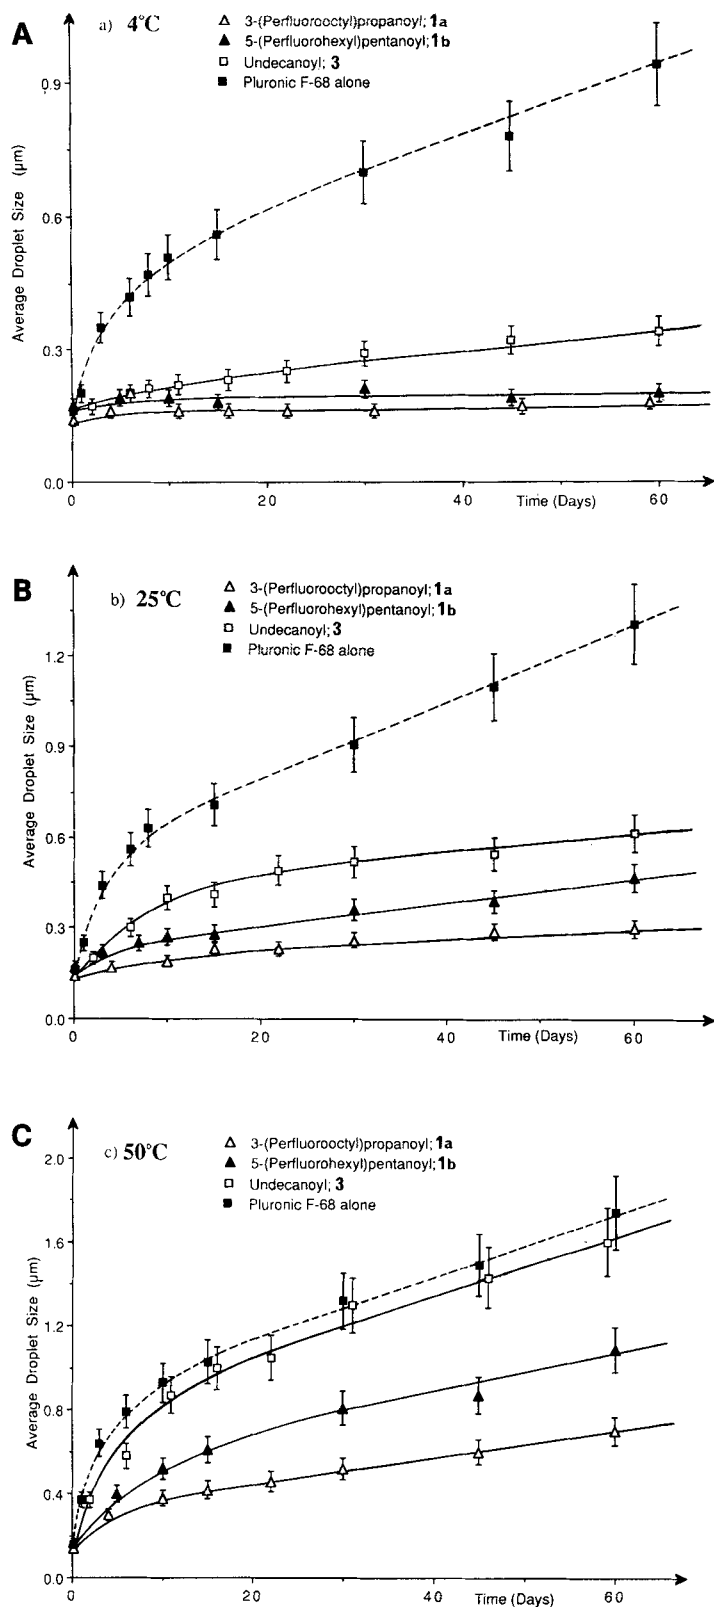 A
a) 4°C
3-(Perfluorooctyl)propanoyl; 1a
5-(Perfluorohexyl)pentanoyl; 1b
Undecanoyl; 3
Pluronic F-68 alone
Average Droplet Size (μm)
0.9
0.6
0.3
0.0
0
20
40
Time (Days)
60
B
b) 25°C
3-(Perfluorooctyl)propanoyl; 1a
5-(Perfluorohexyl)pentanoyl; 1b
Undecanoyl; 3
Pluronic F-68 alone
Average Droplet Size (μm)
1.2
0.9
0.6
0.3
0.0
0
20
40
Time (Days)
60
C
c) 50°C
3-(Perfluorooctyl)propanoyl; 1a
5-(Perfluorohexyl)pentanoyl; 1b
Undecanoyl; 3
Pluronic F-68 alone
Average Droplet Size (μm)
2.0
1.6
1.2
0.8
0.4
0.0
0
20
40
Time (Days)
60